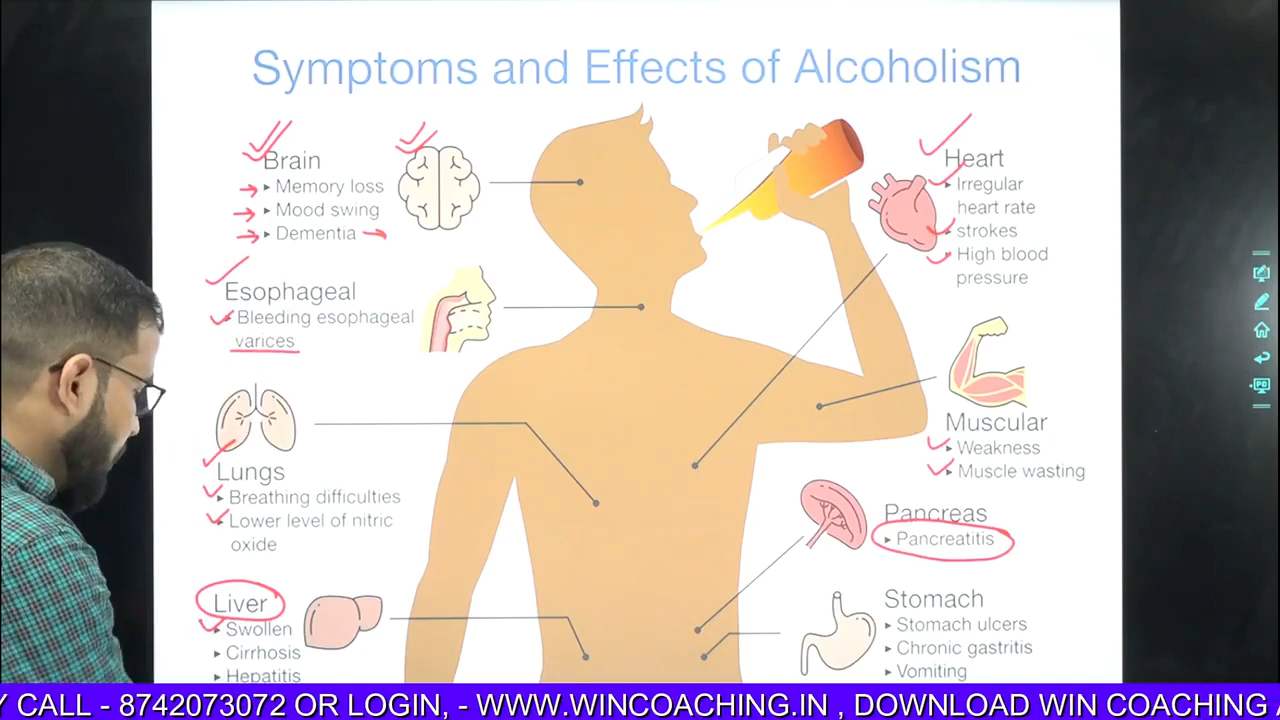 Symptoms and Effects of Alcoholism
Brain
Memory loss
Mood swing
Dementia
Esophageal
Bleeding esophageal
varices
Lungs
Breathing difficulties
Lower level of nitric
oxide
Liver
Swollen
Cirrhosis
Hepatitis
Heart
Irregular
heart rate
strokes
High blood
pressure
Muscular
Weakness
Muscle wasting
Pancreas
Pancreatitis
Stomach
Stomach ulcers
Chronic gastritis
Vomiting
Y CALL - 8742073072 OR LOGIN, - WWW.WINCOACHING.IN , DOWNLOAD WIN COACHING